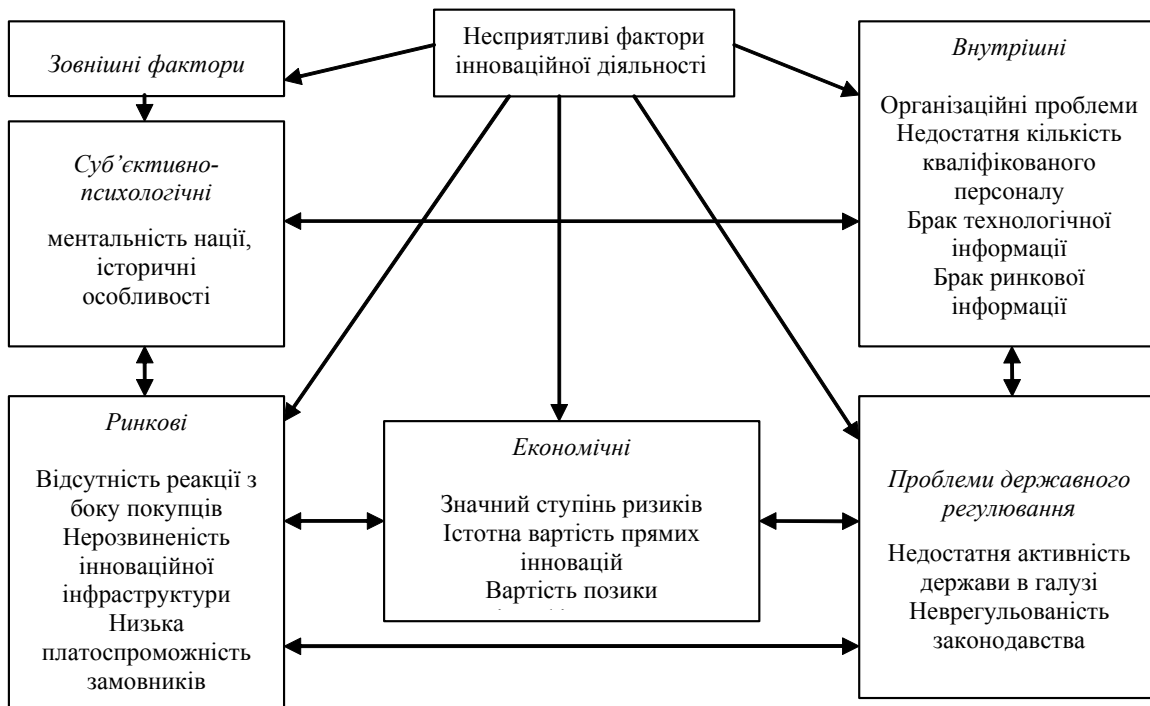 Несприятливі фактори
інноваційної діяльності
Зовнішні фактори
Суб’єктивно-
психологічні
ментальність нації,
історичні
особливості
Внутрішні
Організаційні проблеми
Недостатня кількість
кваліфікованого
персоналу
Брак технологічної
інформації
Брак ринкової
інформації
Ринкові
Відсутність реакції з
боку покупців
Нерозвиненість
інноваційної
інфраструктури
Низька
платоспроможність
замовників
Економічні
Значний ступінь ризиків
Істотна вартість прямих
інновацій
Вартість позики
Проблеми державного
регулювання
Недостатня активність
держави в галузі
Неврегульованість
законодавства